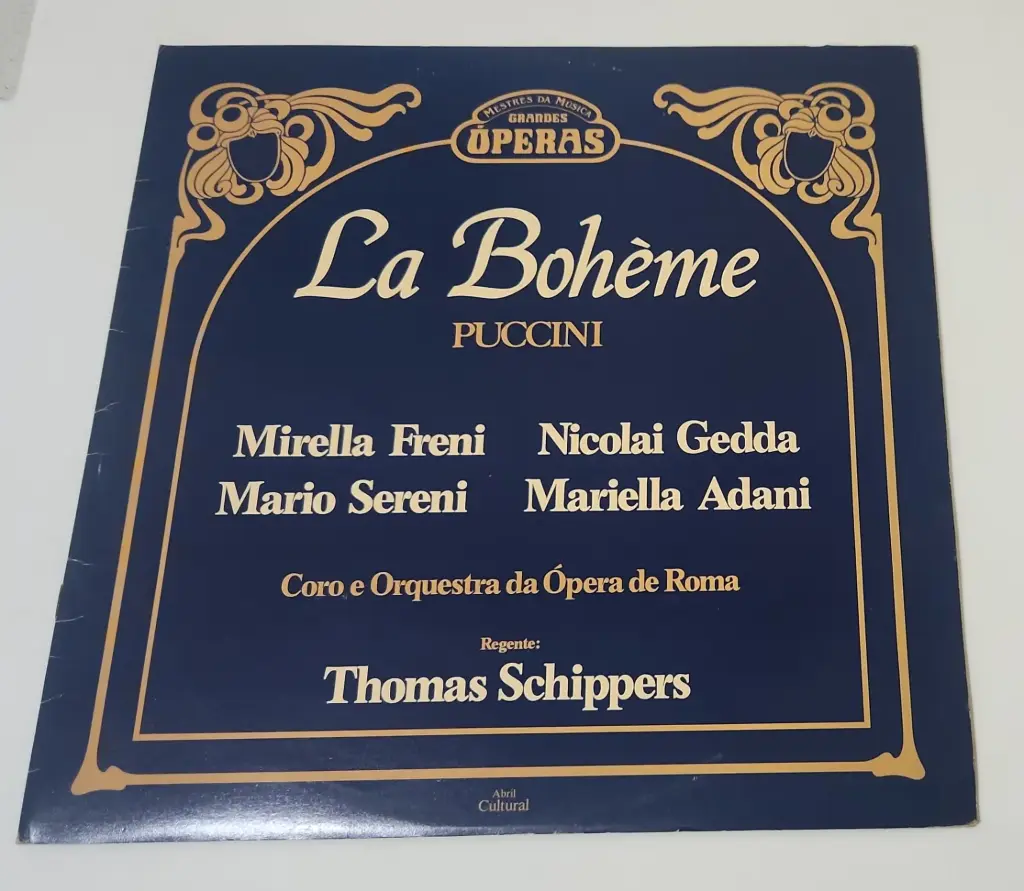 MESTRES DA MÚSICA
GRANDES
ÓPERAS
La Bohème
PUCCINI
Mirella Freni Nicolai Gedda
Mario Sereni Mariella Adani
Coro e Orquestra da Ópera de Roma
Regente:
Thomas Schippers
Abril
Cultural